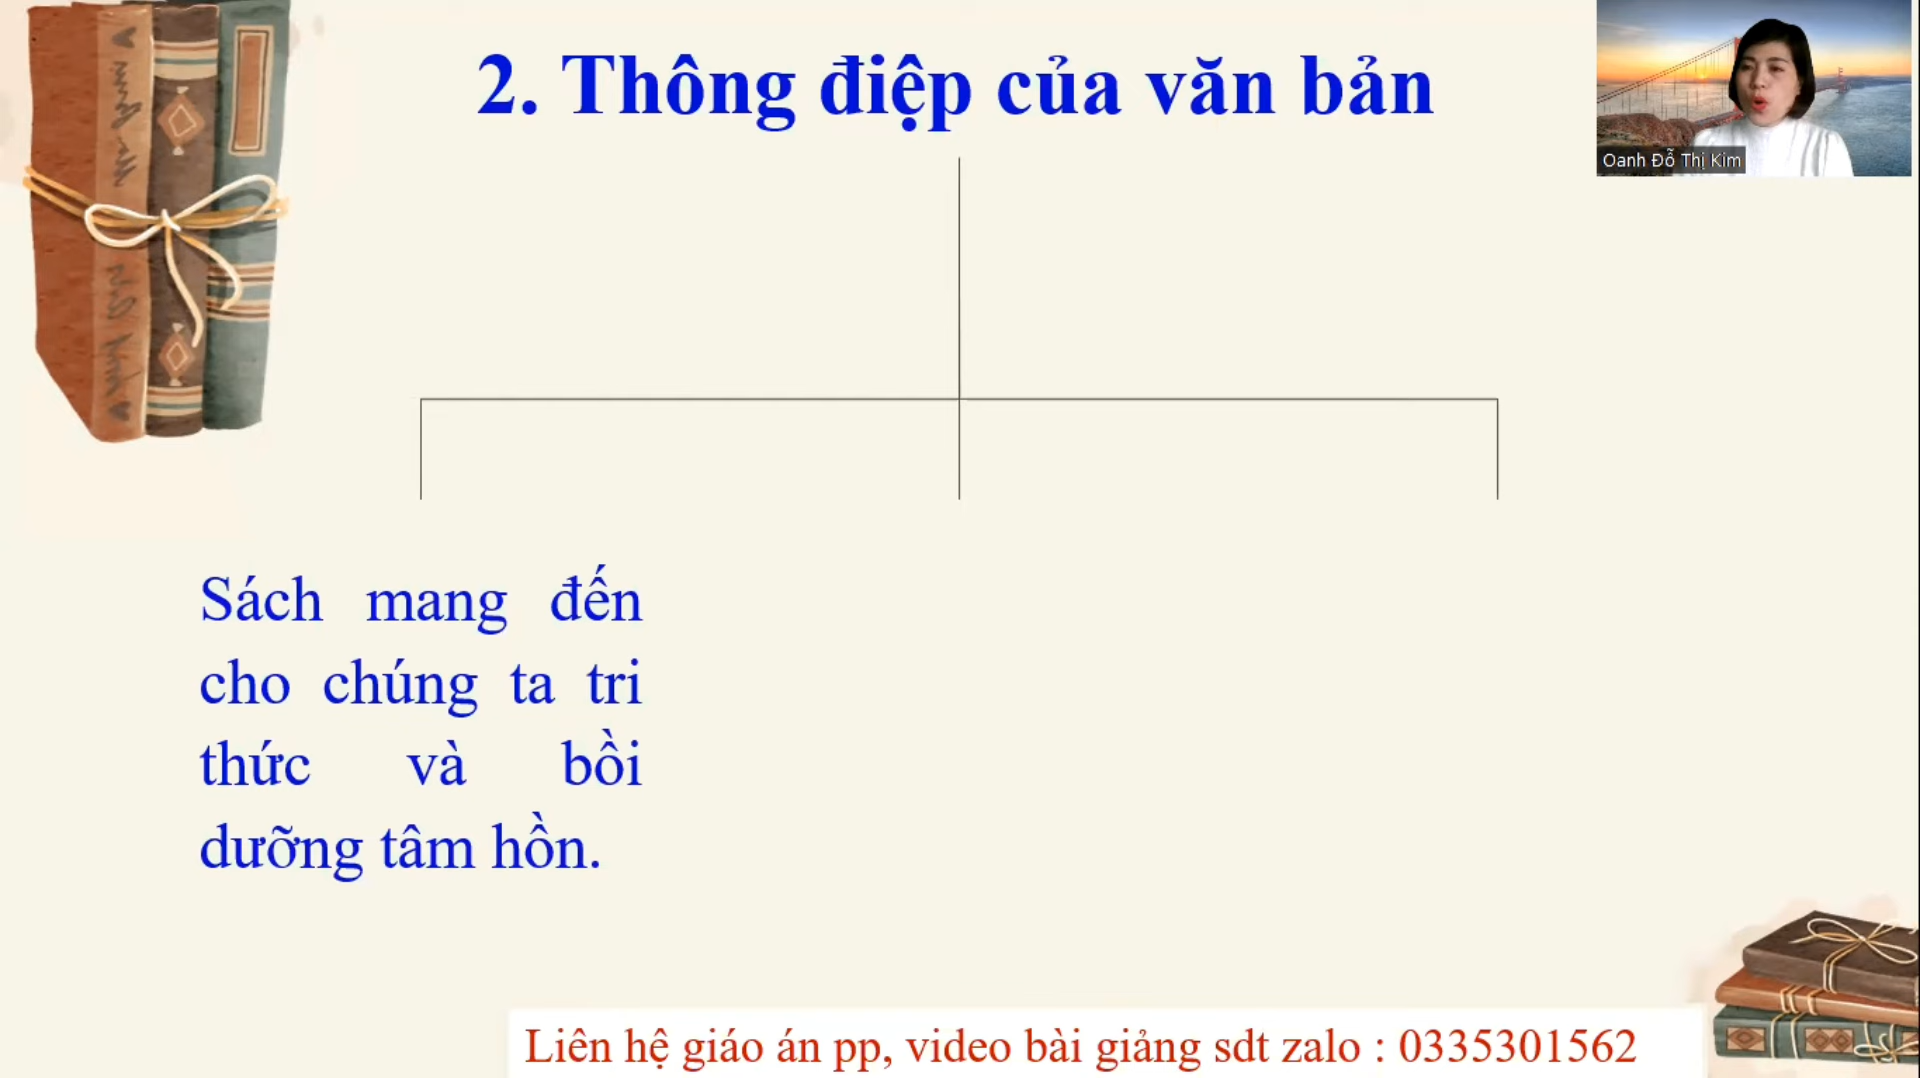 2. Thông điệp của văn bản
Oanh Đỗ Thị Kim
Sách mang đến
cho chúng ta tri
thức và bồi
dưỡng tâm hồn.
Liên hệ giáo án pp, video bài giảng sdt zalo : 0335301562